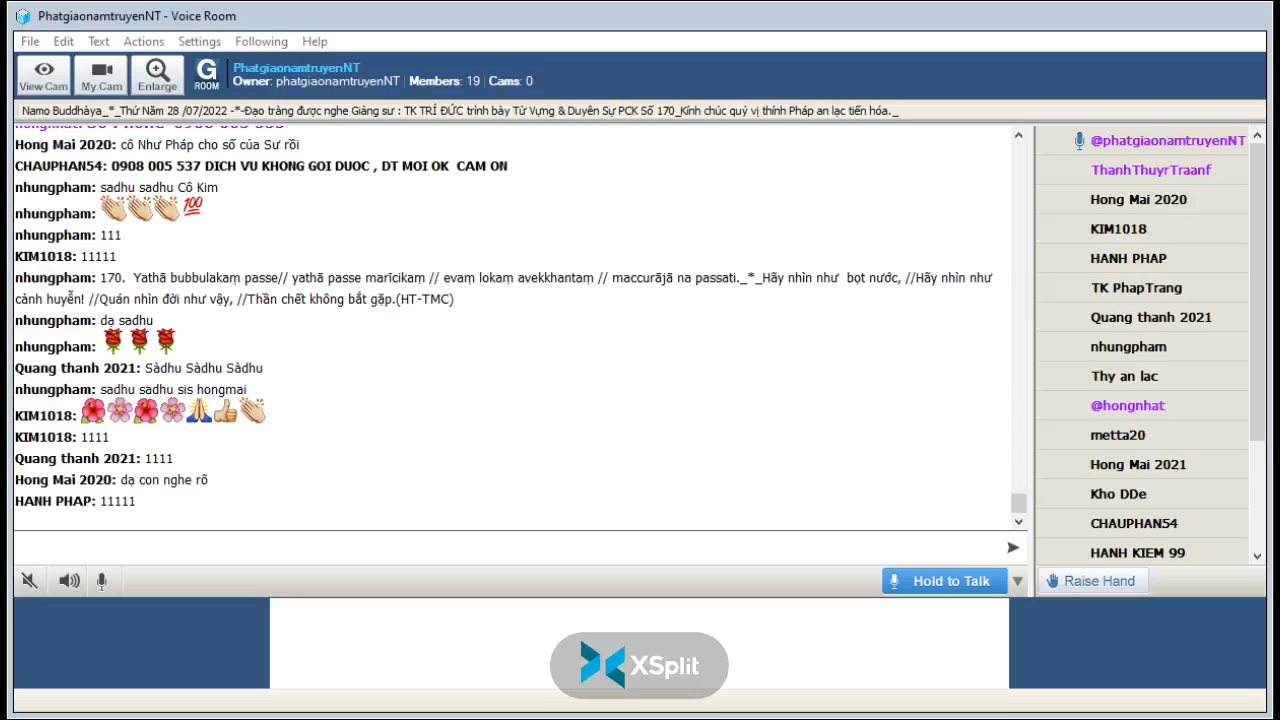 PhatgiaonamtruyenNT - Voice Room
File Edit Text Actions Settings Following Help
View Cam My Cam Enlarge G ROOM
PhatgiaonamtruyenNT
Owner: phatgiaonamtruyenNT | Members: 19 | Cams: 0
Namo Buddhàya_*_Thứ Năm 28 /07/2022 -*-Đạo tràng được nghe Giảng sư : TK TRÍ ĐỨC trình bày Từ Vựng & Duyên Sự PCK Số 170_Kính chúc quý vị thính Pháp an lạc tiến hóa._
Hong Mai 2020: cô Như Pháp cho số của Sư rồi
CHAUPHAN54: 0908 005 537 DICH VU KHONG GOI DUOC , DT MOI OK CAM ON
nhungpham: sadhu sadhu Cô Kim
nhungpham: 👏👏👏💯
nhungpham: 111
KIM1018: 11111
nhungpham: 170. Yathā bubbulakaṃ passe// yathā passe marīcikaṃ // evaṃ lokaṃ avekkhantaṃ // maccurājā na passati._*_Hãy nhìn như bọt nước, //Hãy nhìn như
cảnh huyễn! //Quán nhìn đời như vậy, //Thần chết không bắt gặp.(HT-TMC)
nhungpham: dạ sadhu
nhungpham: 🌹🌹🌹
Quang thanh 2021: Sàdhu Sàdhu Sàdhu
nhungpham: sadhu sadhu sis hongmai
KIM1018: 🌺🌸🌺🌸🙏👍👏
KIM1018: 1111
Quang thanh 2021: 1111
Hong Mai 2020: dạ con nghe rõ
HANH PHAP: 11111
@phatgiaonamtruyenNT
ThanhThuyrTraanf
Hong Mai 2020
KIM1018
HANH PHAP
TK PhapTrang
Quang thanh 2021
nhungpham
Thy an lac
@hongnhat
metta20
Hong Mai 2021
Kho DDe
CHAUPHAN54
HANH KIEM 99
Hold to Talk
Raise Hand
XSplit